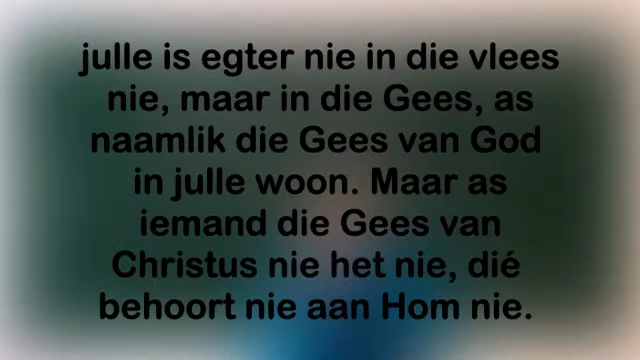 julle is egter nie in die vlees
nie, maar in die Gees, as
naamlik die Gees van God
in julle woon. Maar as
iemand die Gees van
Christus nie het nie, dié
behoort nie aan Hom nie.